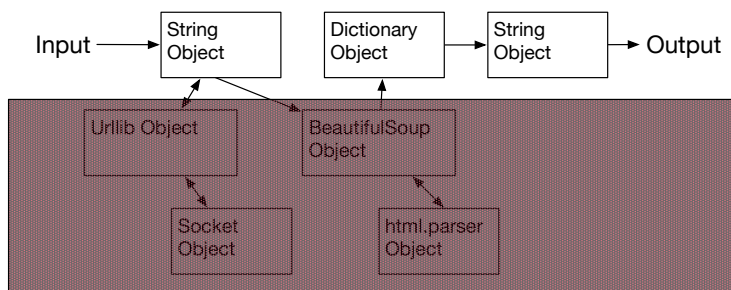 Input
String
Object
Dictionary
Object
String
Object
Output
Urllib Object
BeautifulSoup
Object
Socket
Object
html.parser
Object